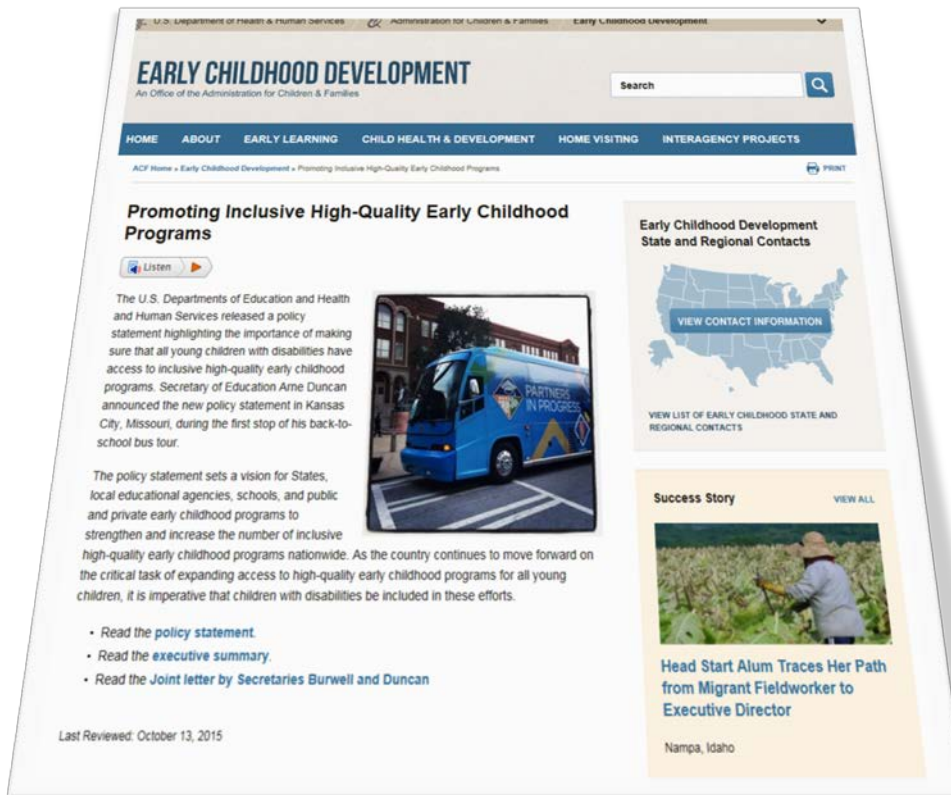 U.S. Department of Health & Human Services
Administration for Children & Families
Early Childhood Development
EARLY CHILDHOOD DEVELOPMENT
An Office of the Administration for Children & Families
Search
HOME ABOUT EARLY LEARNING CHILD HEALTH & DEVELOPMENT HOME VISITING INTERAGENCY PROJECTS
ACF Home » Early Childhood Development » Promoting Inclusive High-Quality Early Childhood Programs
PRINT
Promoting Inclusive High-Quality Early Childhood
Programs
Listen
The U.S. Departments of Education and Health
and Human Services released a policy
statement highlighting the importance of making
sure that all young children with disabilities have
access to inclusive high-quality early childhood
programs. Secretary of Education Arne Duncan
announced the new policy statement in Kansas
City, Missouri, during the first stop of his back-to-
school bus tour.
PARTNERS
IN PROGRESS
The policy statement sets a vision for States,
local educational agencies, schools, and public
and private early childhood programs to
strengthen and increase the number of inclusive
high-quality early childhood programs nationwide. As the country continues to move forward on
the critical task of expanding access to high-quality early childhood programs for all young
children, it is imperative that children with disabilities be included in these efforts.
• Read the policy statement.
• Read the executive summary.
• Read the Joint letter by Secretaries Burwell and Duncan
Last Reviewed: October 13, 2015
Early Childhood Development
State and Regional Contacts
VIEW CONTACT INFORMATION
VIEW LIST OF EARLY CHILDHOOD STATE AND
REGIONAL CONTACTS
Success Story
VIEW ALL
Head Start Alum Traces Her Path
from Migrant Fieldworker to
Executive Director
Nampa, Idaho